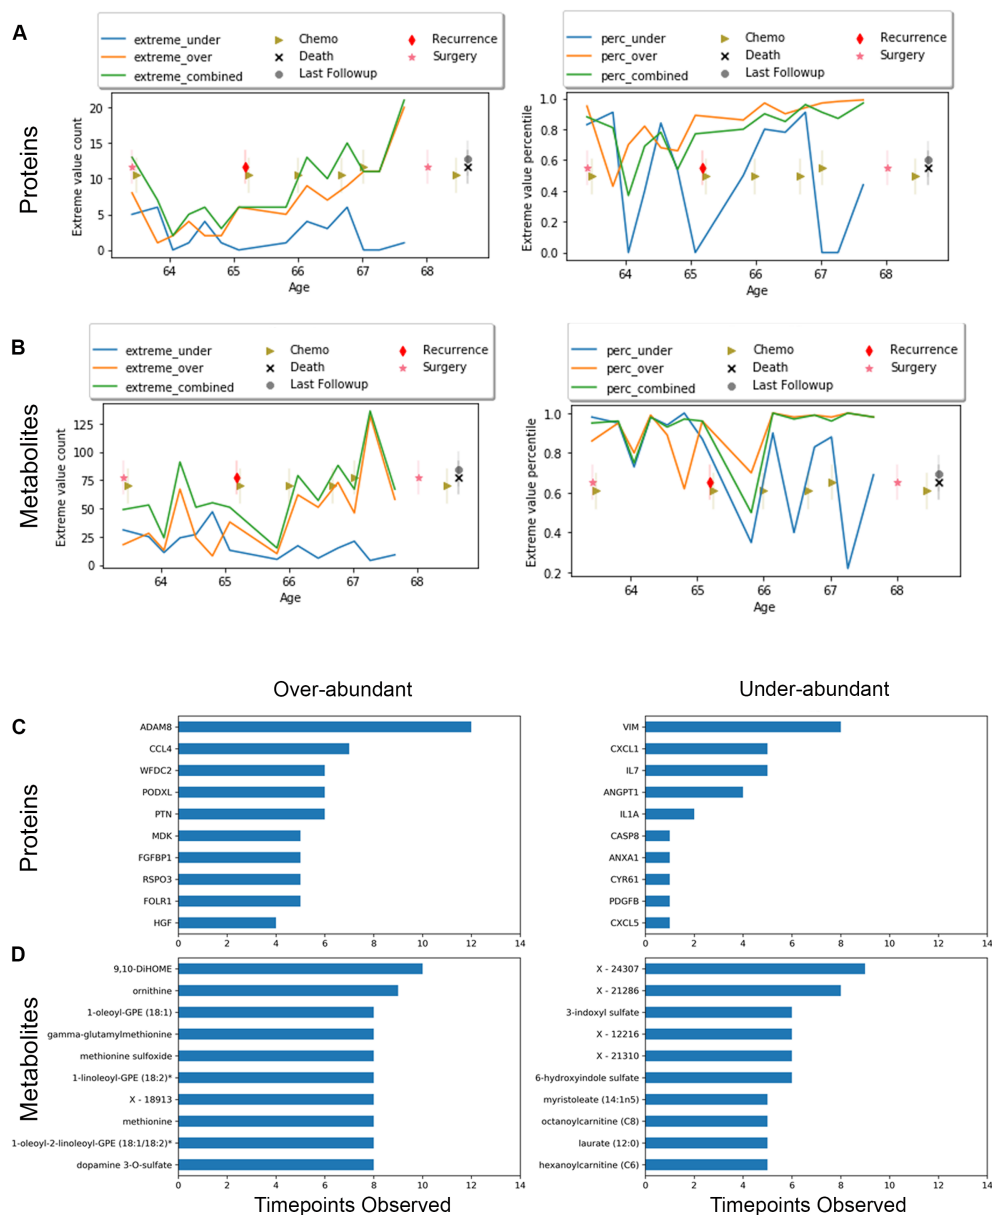 A
extreme_under
extreme_over
extreme_combined
Chemo
Death
Last Followup
Recurrence
Surgery
perc_under
perc_over
perc_combined
Chemo
Death
Last Followup
Recurrence
Surgery
Proteins
Extreme value count
20
15
10
5
0
64 65 66 67 68
Age
Extreme value percentile
1.0
0.8
0.6
0.4
0.2
0.0
64 65 66 67 68
Age
B
extreme_under
extreme_over
extreme_combined
Chemo
Death
Last Followup
Recurrence
Surgery
perc_under
perc_over
perc_combined
Chemo
Death
Last Followup
Recurrence
Surgery
Metabolites
Extreme value count
125
100
75
50
25
0
64 65 66 67 68
Age
Extreme value percentile
1.0
0.8
0.6
0.4
0.2
64 65 66 67 68
Age
Over-abundant
Under-abundant
C
Proteins
ADAM8
CCL4
WFDC2
PODXL
PTN
MDK
FGFBP1
RSPO3
FOLR1
HGF
0 2 4 6 8 10 12 14
VIM
CXCL1
IL7
ANGPT1
IL1A
CASP8
ANXA1
CYR61
PDGFB
CXCL5
0 2 4 6 8 10 12 14
D
Metabolites
9,10-DiHOME
ornithine
1-oleoyl-GPE (18:1)
gamma-glutamylmethionine
methionine sulfoxide
1-linoleoyl-GPE (18:2)*
X - 18913
methionine
1-oleoyl-2-linoleoyl-GPE (18:1/18:2)*
dopamine 3-O-sulfate
0 2 4 6 8 10 12 14
Timepoints Observed
X - 24307
X - 21286
3-indoxyl sulfate
X - 12216
X - 21310
6-hydroxyindole sulfate
myristoleate (14:1n5)
octanoylcarnitine (C8)
laurate (12:0)
hexanoylcarnitine (C6)
0 2 4 6 8 10 12 14
Timepoints Observed